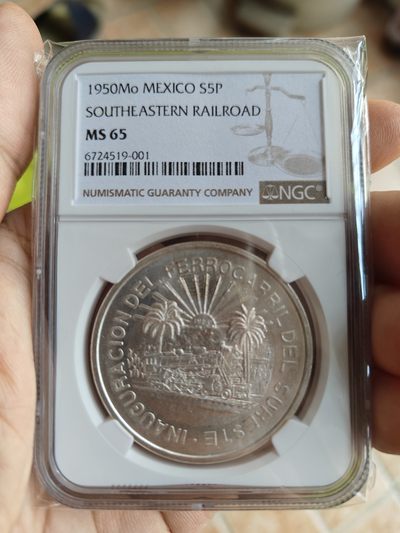 1950Mo MEXICO S5P
SOUTHEASTERN RAILROAD
MS 65
6724519-001
NUMISMATIC GUARANTY COMPANY
NGC
INAUGURACION DEL FERROCARRIL DEL SURESTE